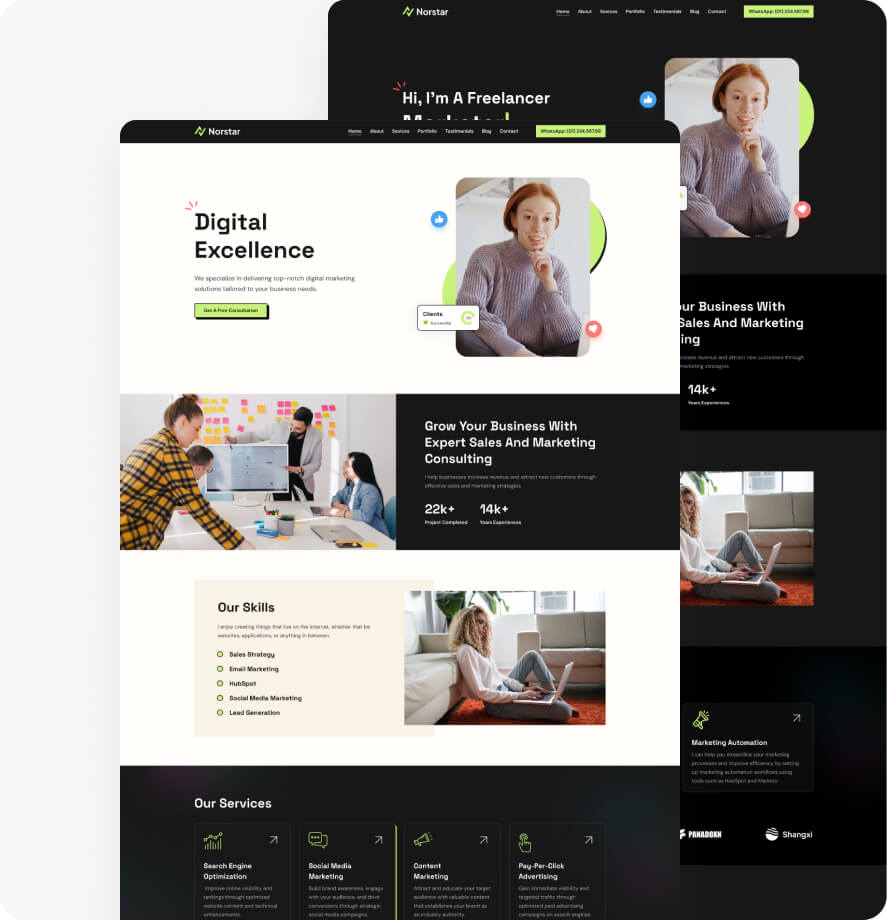 Norstar
Home About Sevices Portfolio Testimonials Blog Contact WhatsApp: (01) 234.567.99
Hi, I'm A Freelancer
Norstar
Home About Sevices Portfolio Testimonials Blog Contact WhatsApp: (01) 234.567.99
Digital
Excellence
We specialize in delivering top-notch digital marketing
solutions tailored to your business needs.
Get A Free Consultation
Clients
Successful
Grow Your Business With
Expert Sales And Marketing
Consulting
I help businesses increase revenue and attract new customers through
effective sales and marketing strategies
22k+ 14k+
Project Completed Years Experiences
our Business With
Sales And Marketing
ing
crease revenue and attract new customers through
marketing strategies
14k+
Years Experiences
Our Skills
I enjoy creating things that live on the internet, whether that be
websites, applications, or anything in between.
Sales Strategy
Email Marketing
HubSpot
Social Media Marketing
Lead Generation
Marketing Automation
I can help you streamline your marketing
processes and improve efficiency by setting
up marketing automation workflows using
tools such as HubSpot and Marketo
PANADOXN
Shangxi
Our Services
Search Engine
Optimization
Improve online visibility and
rankings through optimized
website content and technical
enhancements.
Social Media
Marketing
Build brand awareness, engage
with your audience, and drive
conversions through strategic
social media campaigns
Content
Marketing
Attract and educate your target
audience with valuable content
that establishes your brand as
an industry authority.
Pay-Per-Click
Advertising
Gain immediate visibility and
targeted traffic through
optimized paid advertising
campaigns on search engines